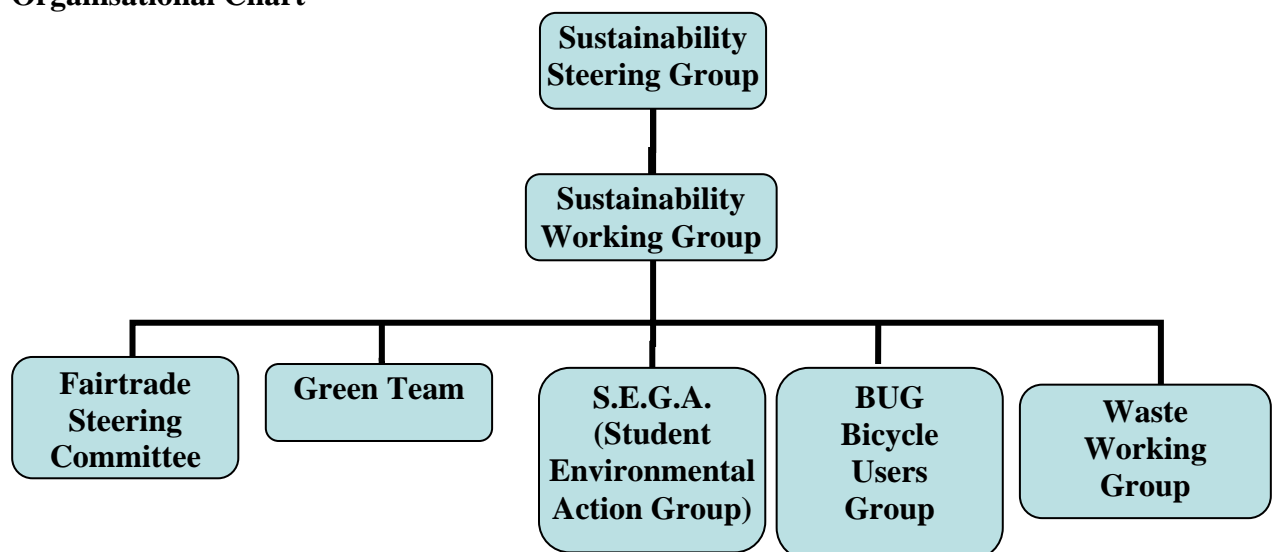 Organisational Chart
Sustainability
Steering Group
Sustainability
Working Group
Fairtrade
Steering
Committee
Green Team
S.E.G.A.
(Student
Environmental
Action Group)
BUG
Bicycle
Users
Group
Waste
Working
Group